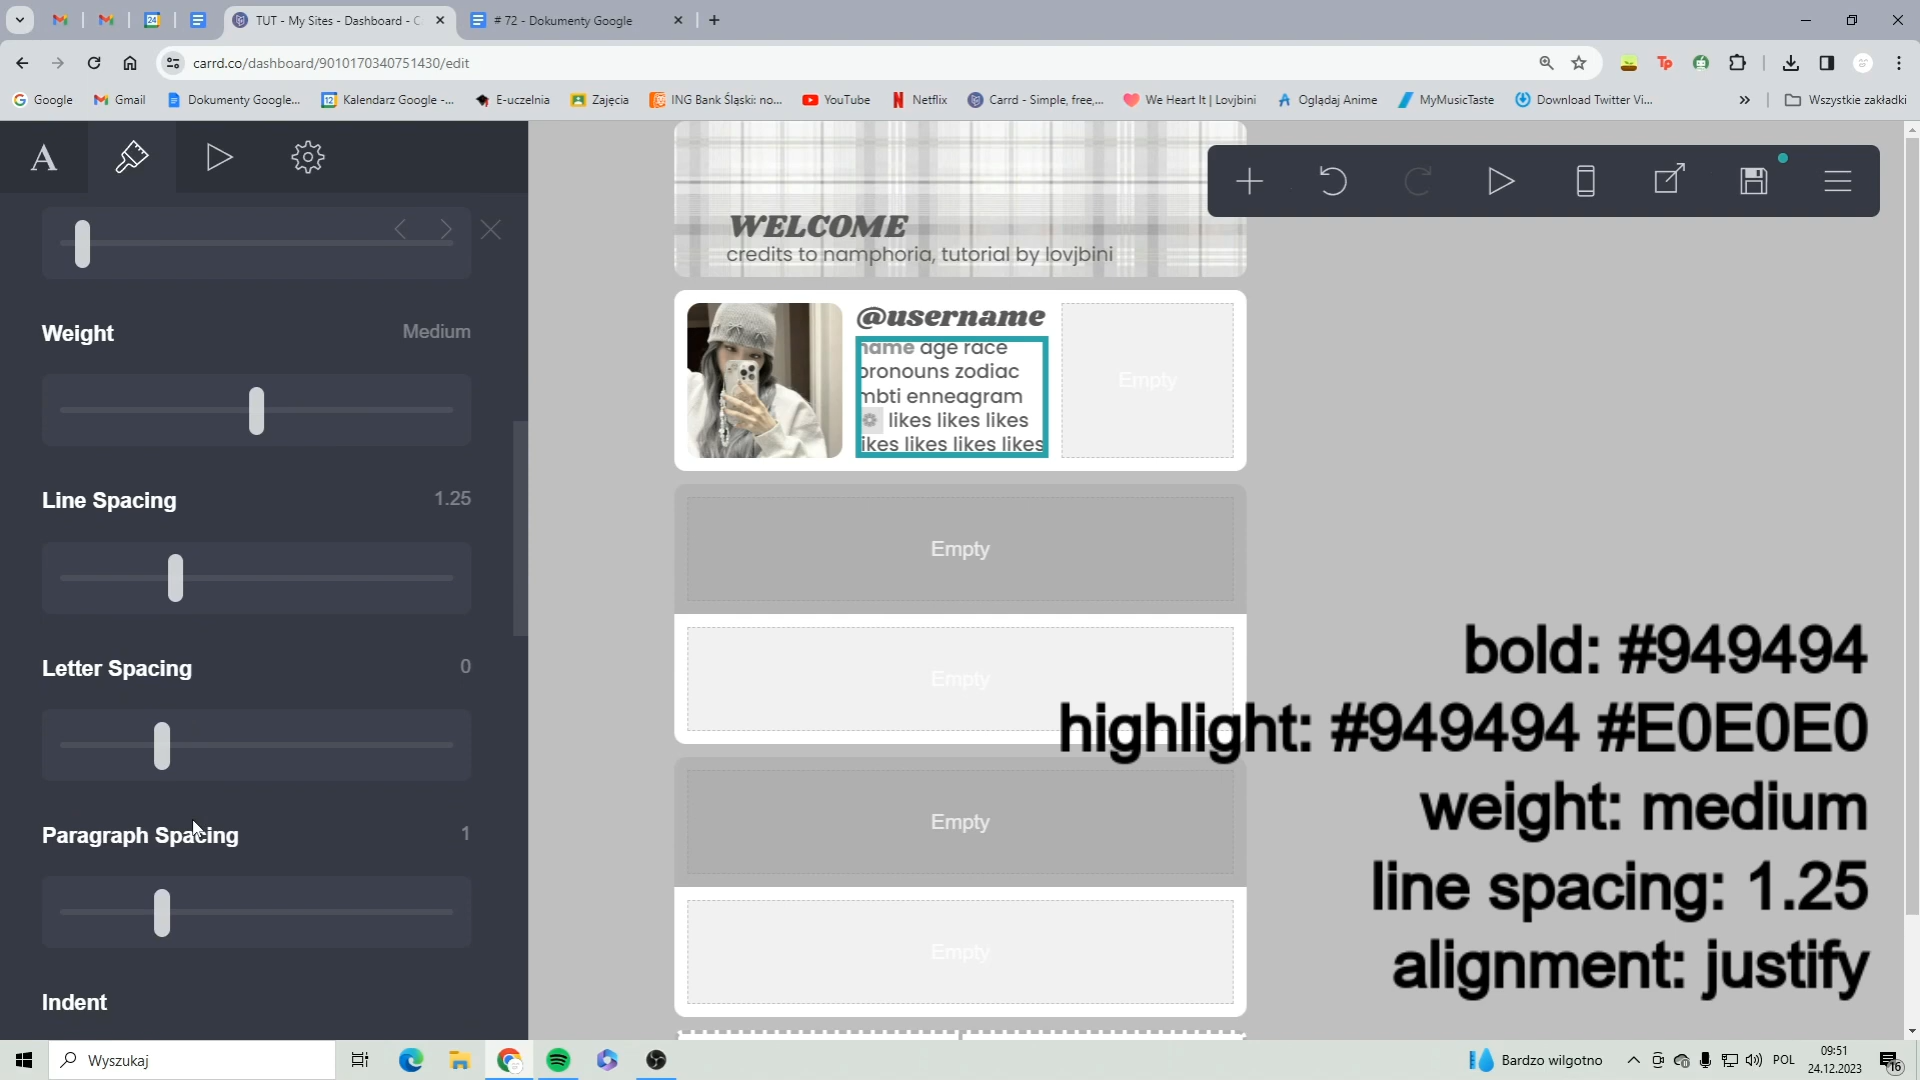 TUT - My Sites - Dashboard - C
# 72 - Dokumenty Google
carrd.co/dashboard/9010170340751430/edit
Google
Gmail
Dokumenty Google...
Kalendarz Google -...
E-uczelnia
Zajęcia
ING Bank Śląski: no...
YouTube
Netflix
Carrd - Simple, free,...
We Heart It | Lovjbini
Oglądaj Anime
MyMusicTaste
Download Twitter Vi...
»
Wszystkie zakładki
A
Weight
Medium
Line Spacing
1.25
Letter Spacing
0
Paragraph Spacing
1
Indent
WELCOME
credits to namphoria, tutorial by lovjbini
@username
name age race
pronouns zodiac
mbti enneagram
likes likes likes
likes likes likes likes
Empty
Empty
Empty
Empty
Empty
bold: #949494
highlight: #949494 #E0E0E0
weight: medium
line spacing: 1.25
alignment: justify
Wyszukaj
Bardzo wilgotno
POL
09:51
24.12.2023
16